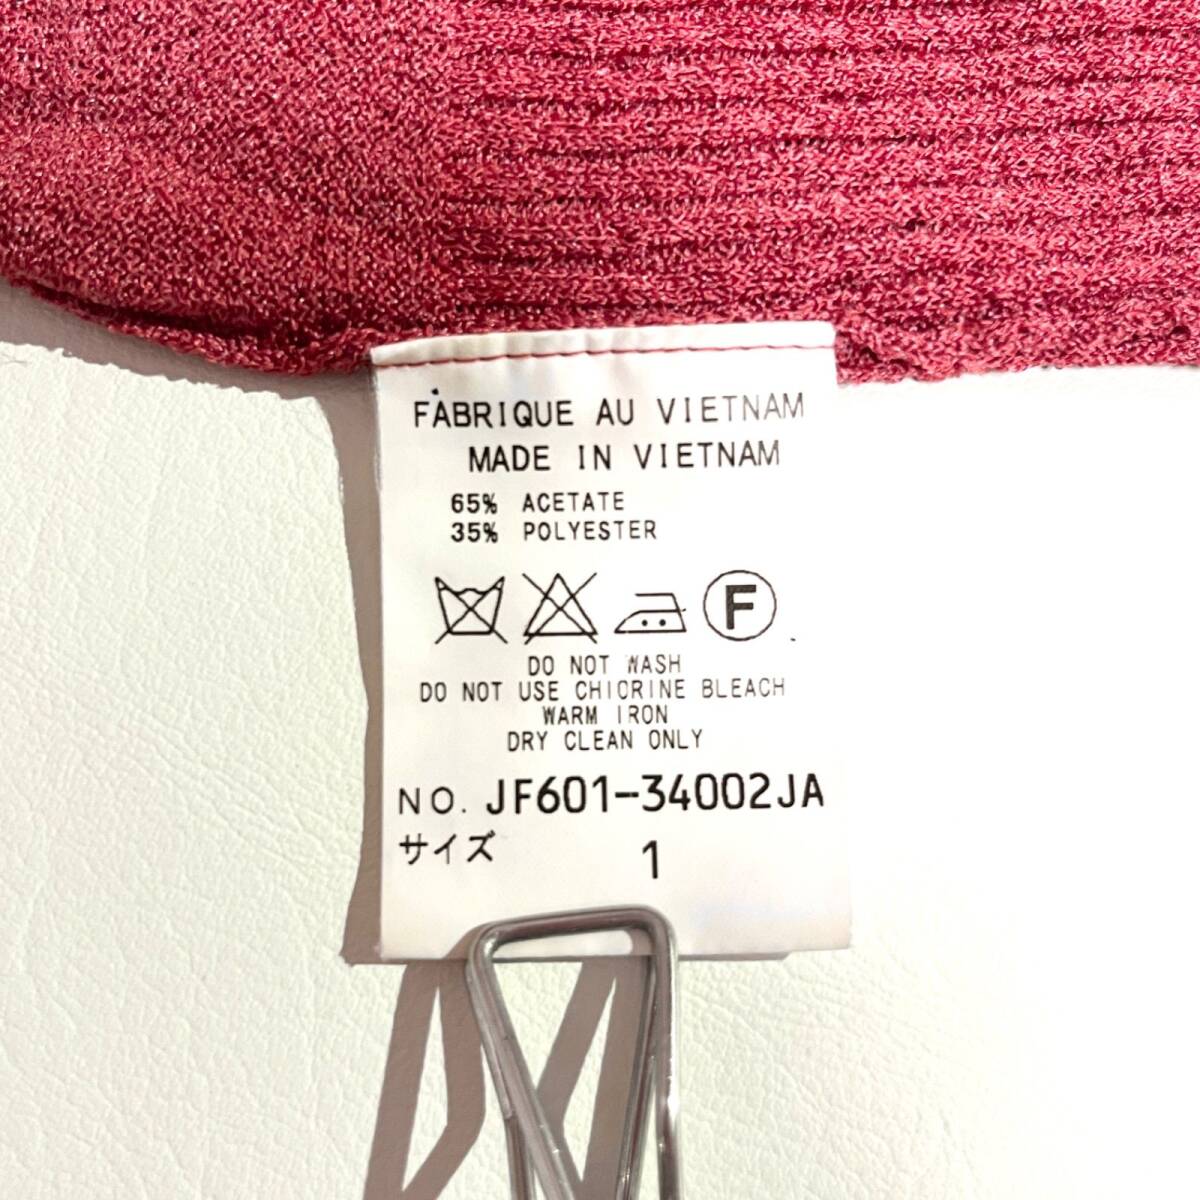 FABRIQUE AU VIETNAM
MADE IN VIETNAM
65% ACETATE
35% POLYESTER
F
DO NOT WASH
DO NOT USE CHICRINE BLEACH
WARM IRON
DRY CLEAN ONLY
NO. JF601-34002JA
サイズ 1